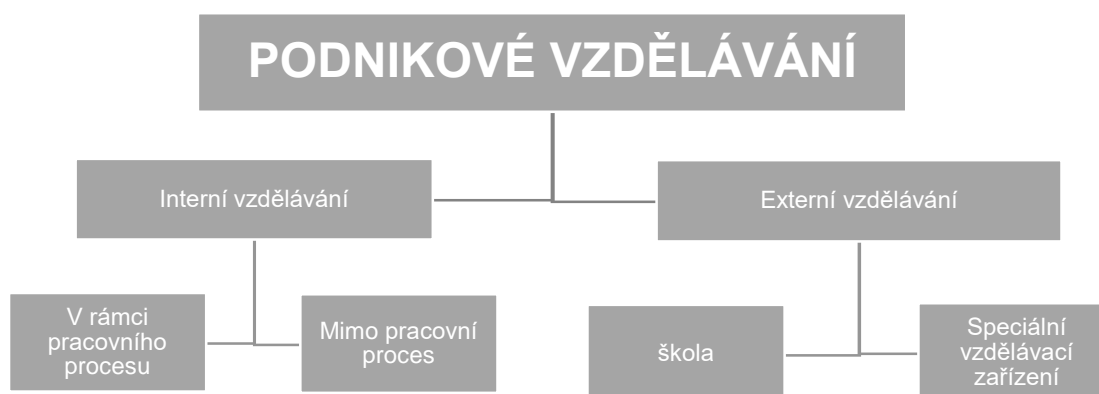 PODNIKOVÉ VZDĚLÁVÁNÍ
Interní vzdělávání
Externí vzdělávání
V rámci
pracovního
procesu
Mimo pracovní
proces
škola
Speciální
vzdělávací
zařízení